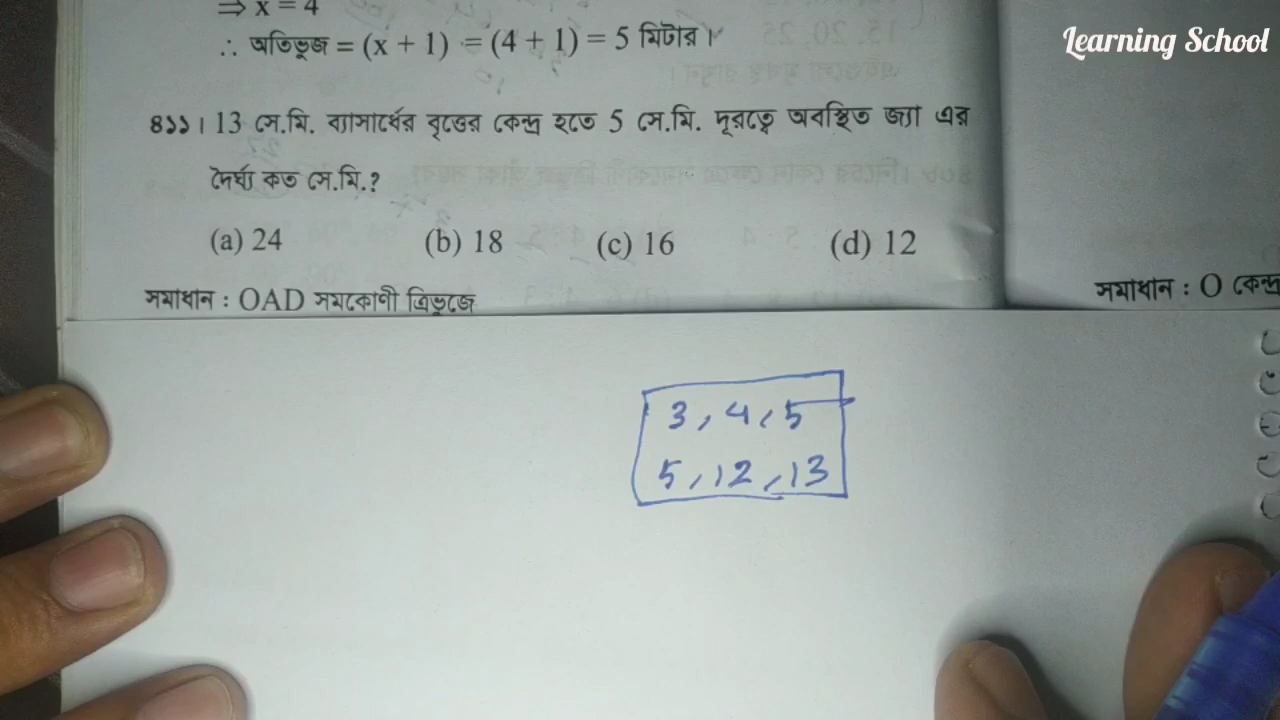 ⇒ x = 4
Learning School
∴ অতিভূজ = (x + 1) = (4 + 1) = 5 মিটার।
৪১১। 13 সে.মি. ব্যাসার্ধের বৃত্তের কেন্দ্র হতে 5 সে.মি. দূরত্বে অবস্থিত জ্যা এর
দৈর্ঘ্য কত সে.মি.?
(a) 24 (b) 18 (c) 16 (d) 12
সমাধান : OAD সমকোণী ত্রিভূজে
সমাধান : O কেন্দ্র
3, 4, 5
5, 12, 13